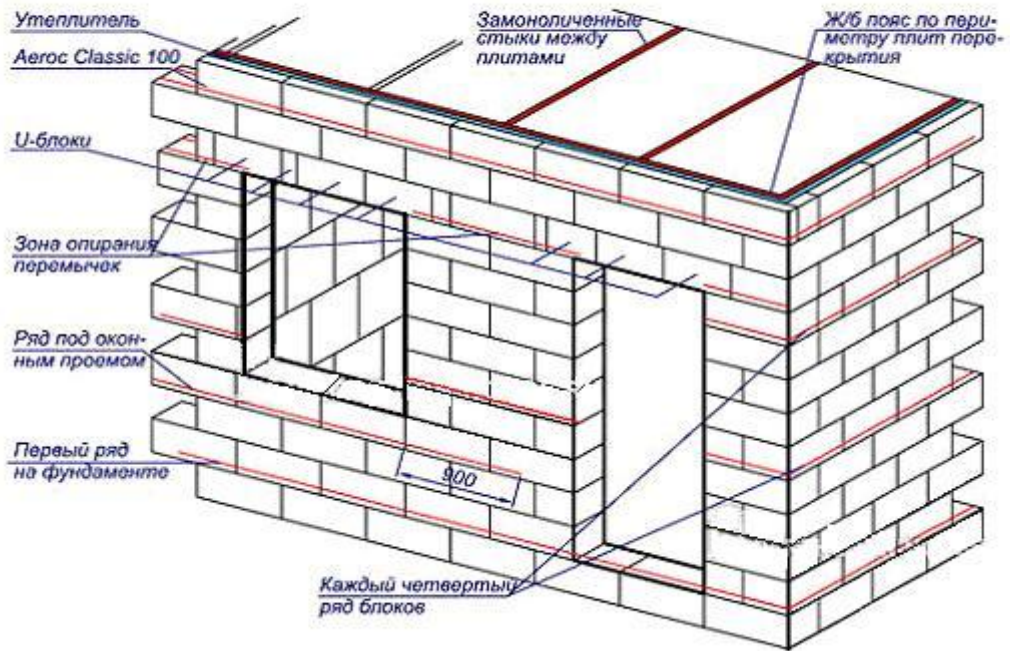 Утеплитель
Aeroc Classic 100
U-блоки
Зона опирания
перемычек
Ряд под окон-
ным проемом
Первый ряд
на фундаменте
Замоноличенные
стыки между
плитами
Ж/б пояс по пери-
метру плит пере-
крытия
900
Каждый четвертый
ряд блоков